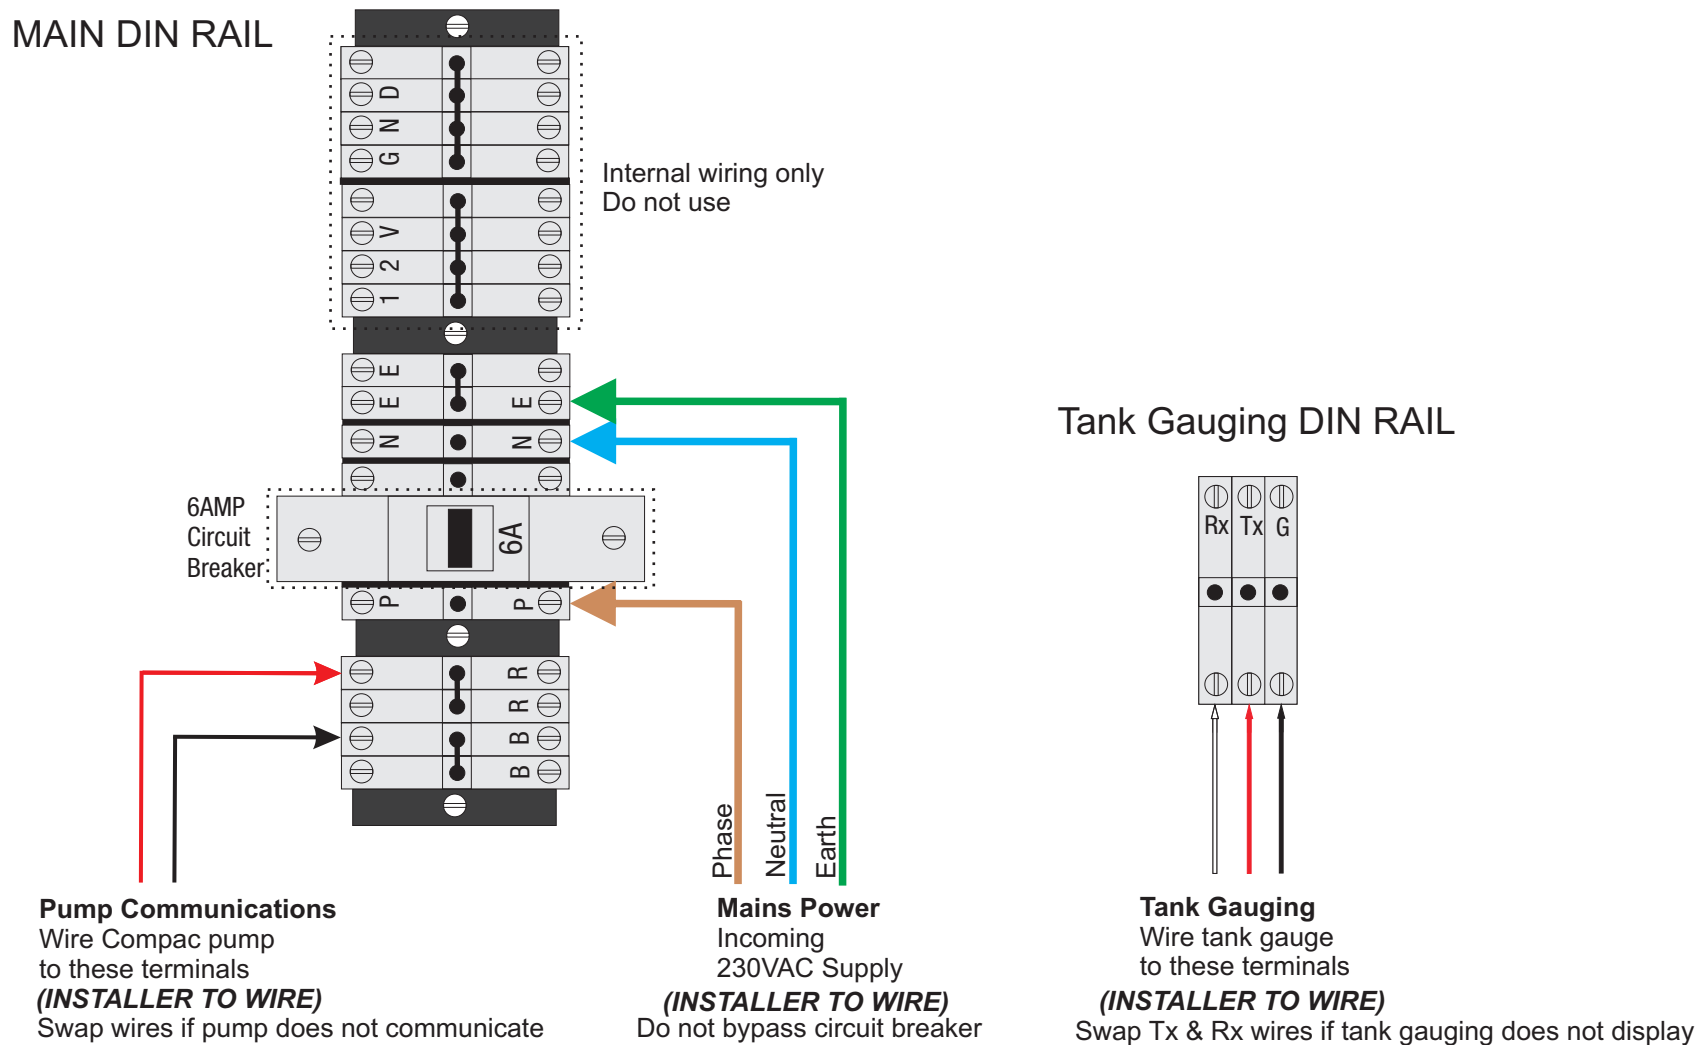 MAIN DIN RAIL
D
N
G
Internal wiring only
Do not use
V
2
1
E
E E
N N
6AMP
Circuit
Breaker
6A
P P
R
R
B
B
Phase
Neutral
Earth
Pump Communications
Wire Compac pump
to these terminals
(INSTALLER TO WIRE)
Swap wires if pump does not communicate
Mains Power
Incoming
230VAC Supply
(INSTALLER TO WIRE)
Do not bypass circuit breaker
Tank Gauging DIN RAIL
Rx Tx G
Tank Gauging
Wire tank gauge
to these terminals
(INSTALLER TO WIRE)
Swap Tx & Rx wires if tank gauging does not display